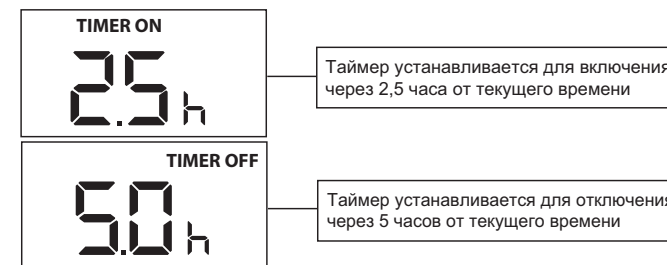 TIMER ON
2.5 h
Таймер устанавливается для включения
через 2,5 часа от текущего времени
TIMER OFF
5.0 h
Таймер устанавливается для отключения
через 5 часов от текущего времени